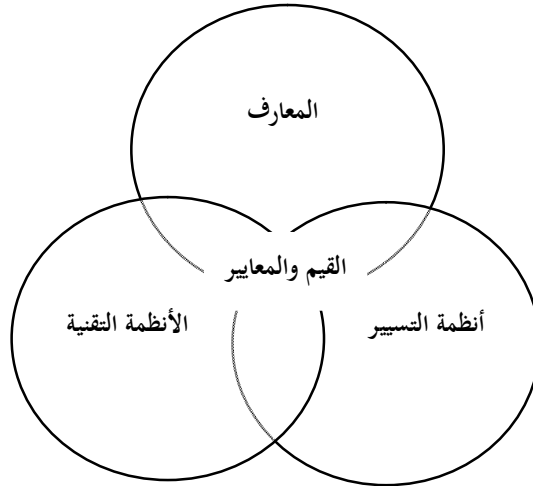 المعارف
القيم والمعايير
أنظمة التسيير
الأنظمة التقنية